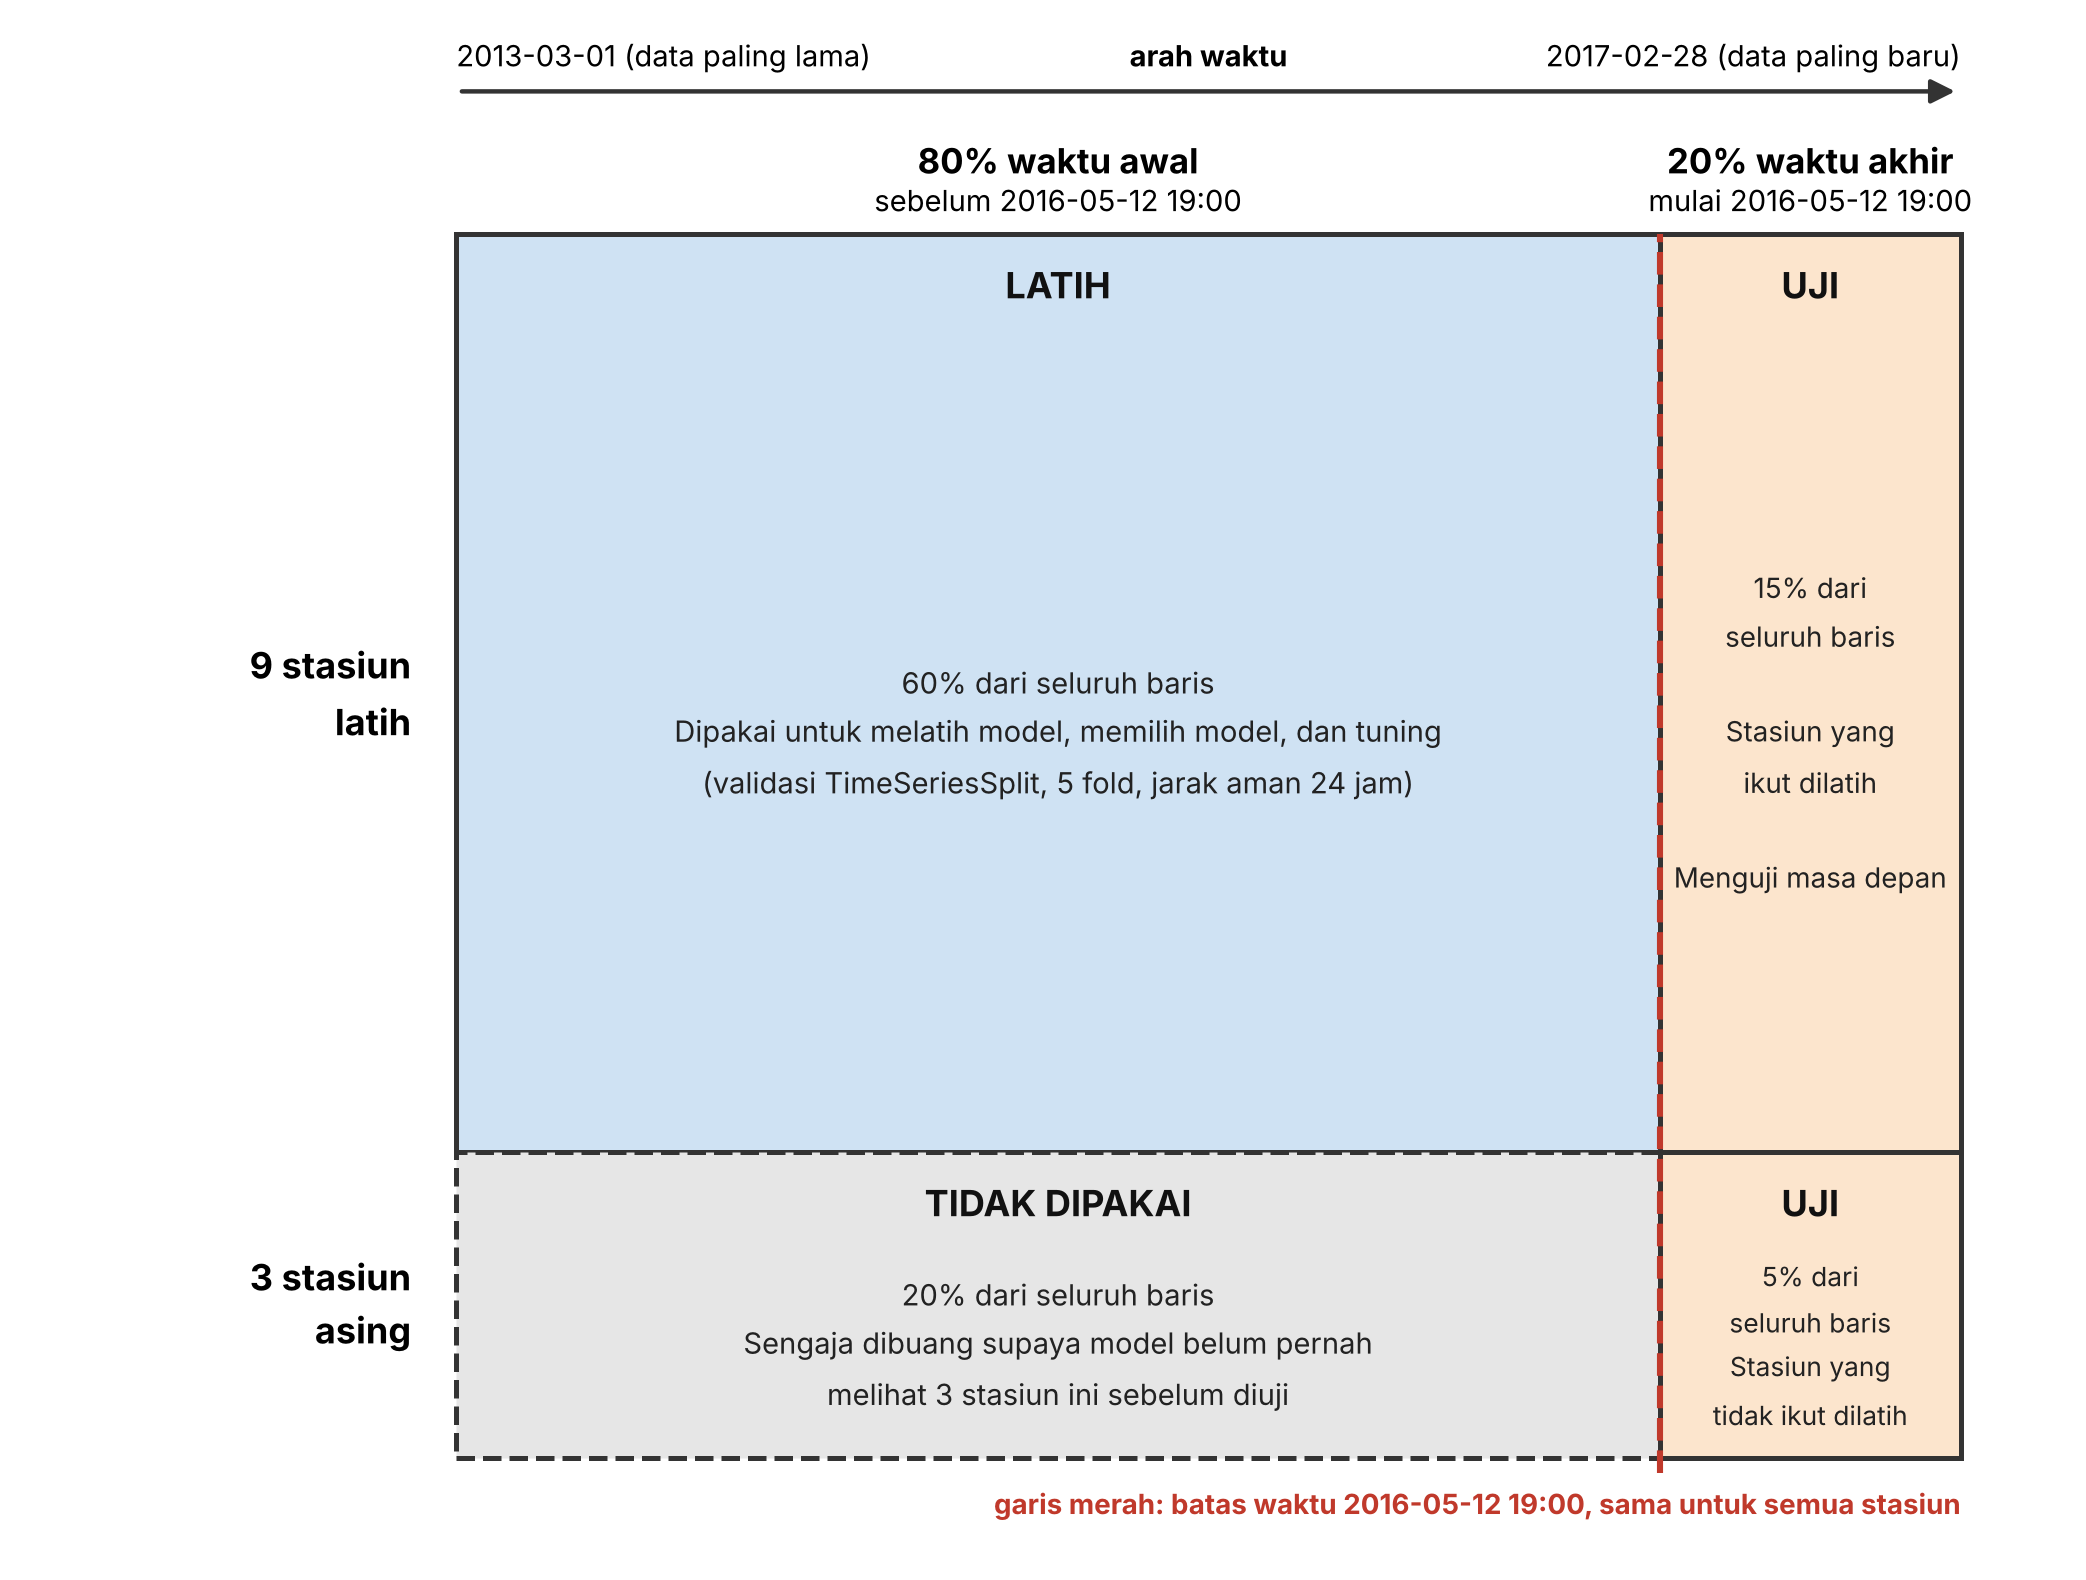 2013-03-01 (data paling lama)
arah waktu
2017-02-28 (data paling baru)
80% waktu awal
sebelum 2016-05-12 19:00
20% waktu akhir
mulai 2016-05-12 19:00
9 stasiun
latih
LATIH
60% dari seluruh baris
Dipakai untuk melatih model, memilih model, dan tuning
(validasi TimeSeriesSplit, 5 fold, jarak aman 24 jam)
UJI
15% dari
seluruh baris
Stasiun yang
ikut dilatih
Menguji masa depan
3 stasiun
asing
TIDAK DIPAKAI
20% dari seluruh baris
Sengaja dibuang supaya model belum pernah
melihat 3 stasiun ini sebelum diuji
UJI
5% dari
seluruh baris
Stasiun yang
tidak ikut dilatih
garis merah: batas waktu 2016-05-12 19:00, sama untuk semua stasiun